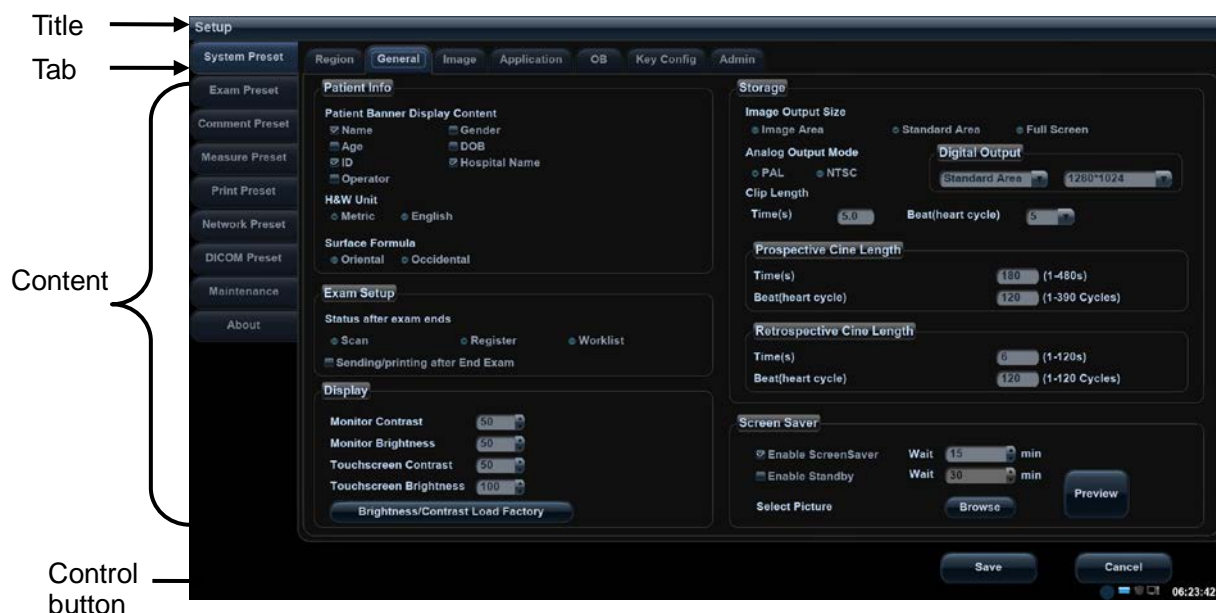 Title
Tab
Content
Control
button
Setup
System Preset
Exam Preset
Comment Preset
Measure Preset
Print Preset
Network Preset
DICOM Preset
Maintenance
About
Region General Image Application OB Key Config Admin
Patient Info
Patient Banner Display Content
Name Gender
Age DOB
ID Hospital Name
Operator
H&W Unit
Metric English
Surface Formula
Oriental Occidental
Exam Setup
Status after exam ends
Scan Register Worklist
Sending/printing after End Exam
Display
Monitor Contrast 50
Monitor Brightness 50
Touchscreen Contrast 50
Touchscreen Brightness 100
Brightness/Contrast Load Factory
Storage
Image Output Size
Image Area Standard Area Full Screen
Analog Output Mode
PAL NTSC
Digital Output
Standard Area 1280*1024
Clip Length
Time(s) 5.0 Beat(heart cycle) 5
Prospective Cine Length
Time(s) 180 (1-480s)
Beat(heart cycle) 120 (1-390 Cycles)
Retrospective Cine Length
Time(s) 6 (1-120s)
Beat(heart cycle) 120 (1-120 Cycles)
Screen Saver
Enable ScreenSaver Wait 15 min
Enable Standby Wait 30 min
Select Picture Browse Preview
Save Cancel
06:23:42